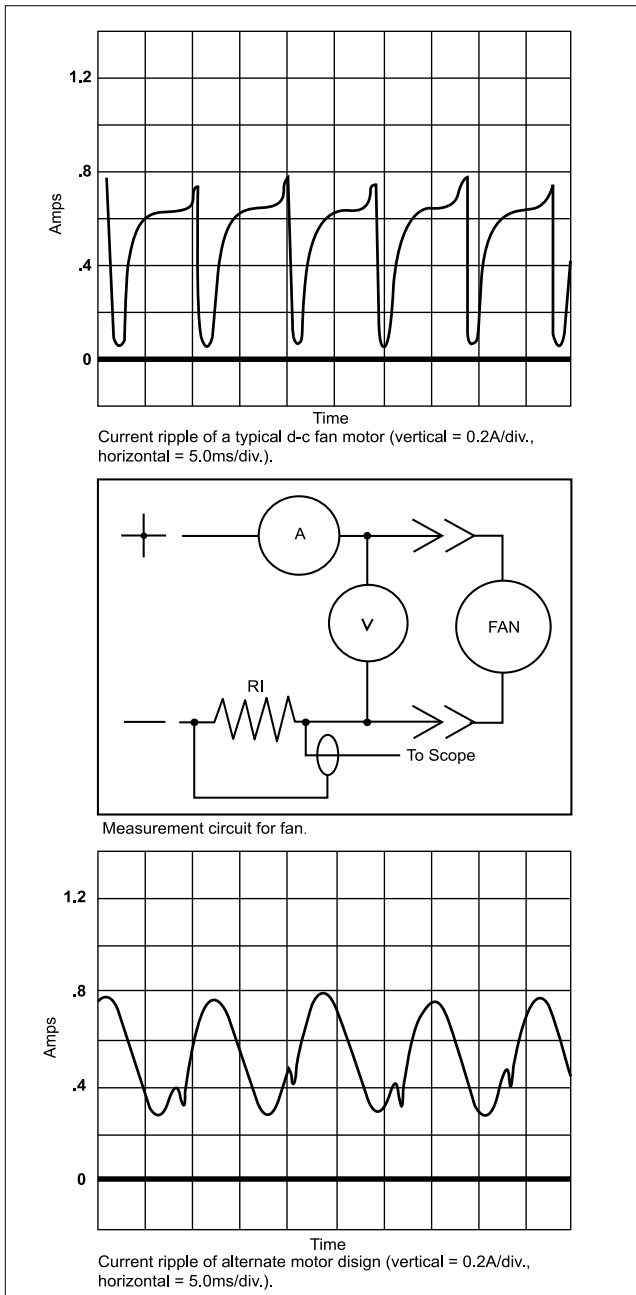 1.2
.8
Amps
.4
0
Time
Current ripple of a typical d-c fan motor (vertical = 0.2A/div.,
horizontal = 5.0ms/div.).
A
V
FAN
RI
To Scope
Measurement circuit for fan.
1.2
.8
Amps
.4
0
Time
Current ripple of alternate motor disign (vertical = 0.2A/div.,
horizontal = 5.0ms/div.).